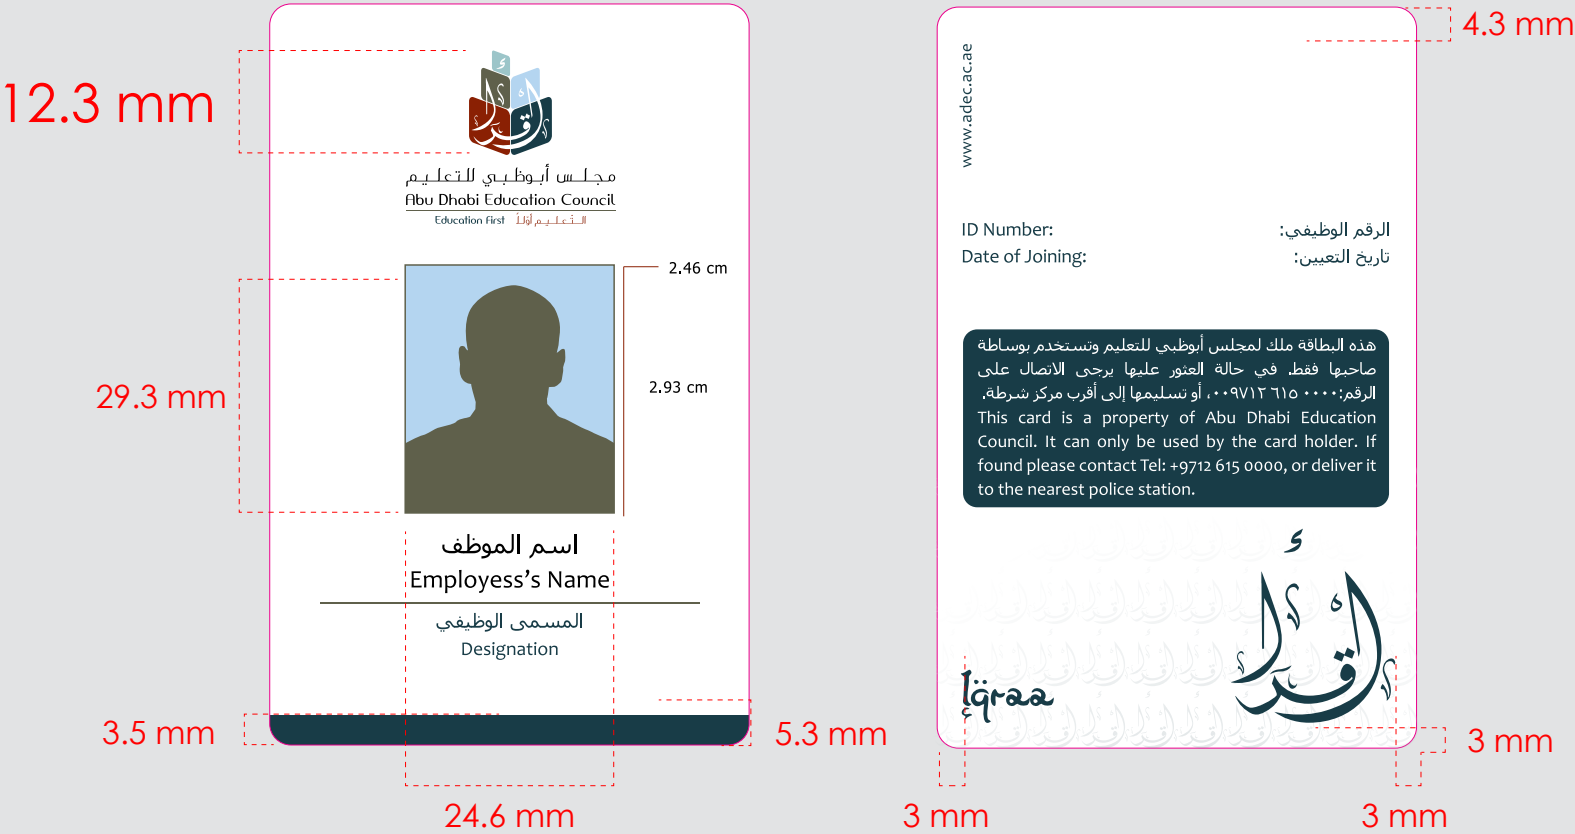 12.3 mm
مجلس أبوظبي للتعليم
Abu Dhabi Education Council
Education First التعليم أولاً
2.46 cm
2.93 cm
29.3 mm
اسم الموظف
Employess's Name
المسمى الوظيفي
Designation
3.5 mm
5.3 mm
24.6 mm
4.3 mm
www.adec.ac.ae
ID Number: الرقم الوظيفي:
Date of Joining: تاريخ التعيين:
هذه البطاقة ملك لمجلس أبوظبي للتعليم وتستخدم بوساطة
صاحبها فقط. في حالة العثور عليها يرجى الاتصال على
الرقم:٠٠٠٠ ٦١٥ ٠٠٩٧١٢، أو تسليمها إلى أقرب مركز شرطة.
This card is a property of Abu Dhabi Education
Council. It can only be used by the card holder. If
found please contact Tel: +9712 615 0000, or deliver it
to the nearest police station.
اقرأ
Iqraa
3 mm
3 mm
3 mm